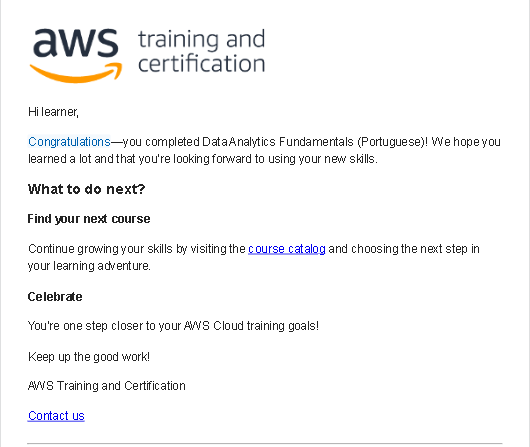 aws training and
certification
Hi learner,
Congratulations—you completed Data Analytics Fundamentals (Portuguese)! We hope you
learned a lot and that you're looking forward to using your new skills.
What to do next?
Find your next course
Continue growing your skills by visiting the course catalog and choosing the next step in
your learning adventure.
Celebrate
You're one step closer to your AWS Cloud training goals!
Keep up the good work!
AWS Training and Certification
Contact us